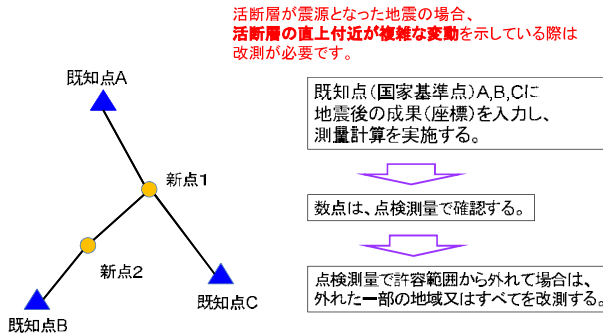 活断層が震源となった地震の場合、
活断層の直上付近が複雑な変動を示している際は
改測が必要です。
既知点A
新点1
新点2
既知点C
既知点B
既知点(国家基準点)A,B,Cに
地震後の成果(座標)を入力し、
測量計算を実施する。
数点は、点検測量で確認する。
点検測量で許容範囲から外れて場合は、
外れた一部の地域又はすべてを改測する。